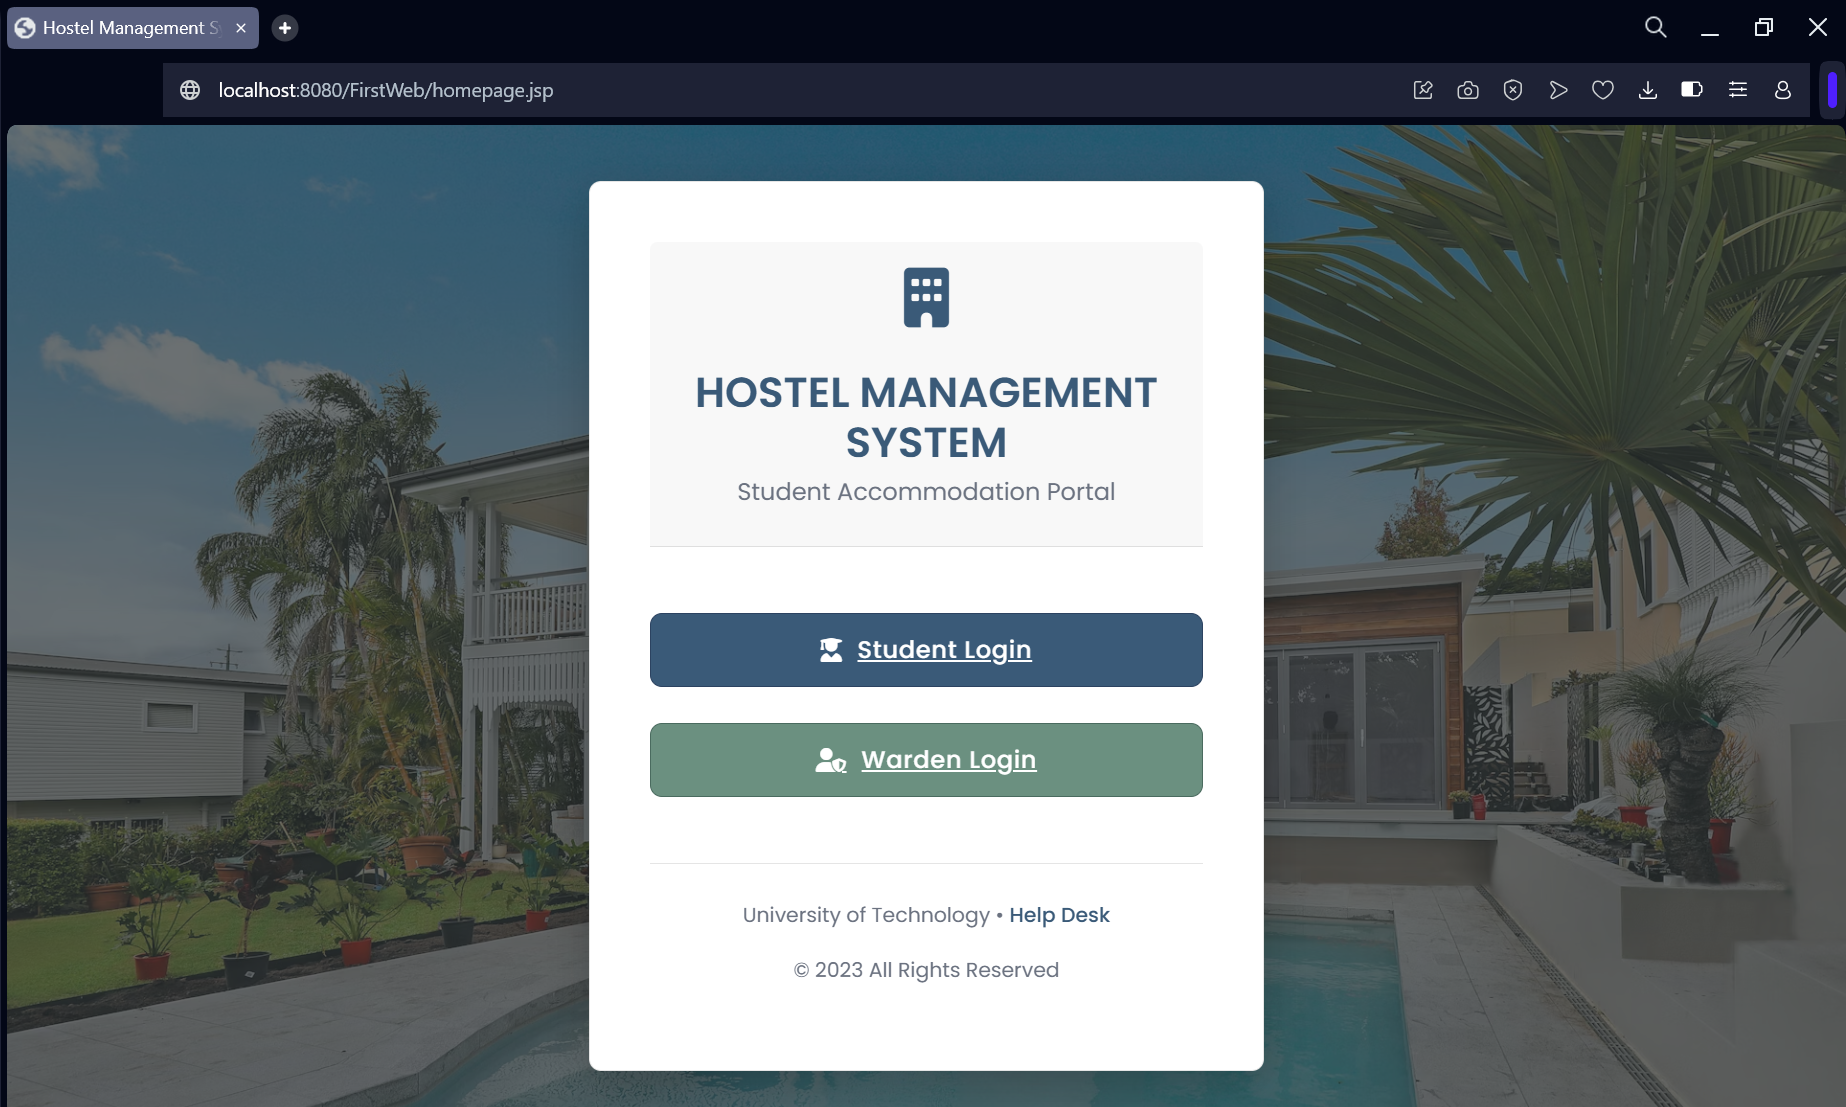 Hostel Management S
localhost:8080/FirstWeb/homepage.jsp
HOSTEL MANAGEMENT
SYSTEM
Student Accommodation Portal
Student Login
Warden Login
University of Technology • Help Desk
© 2023 All Rights Reserved